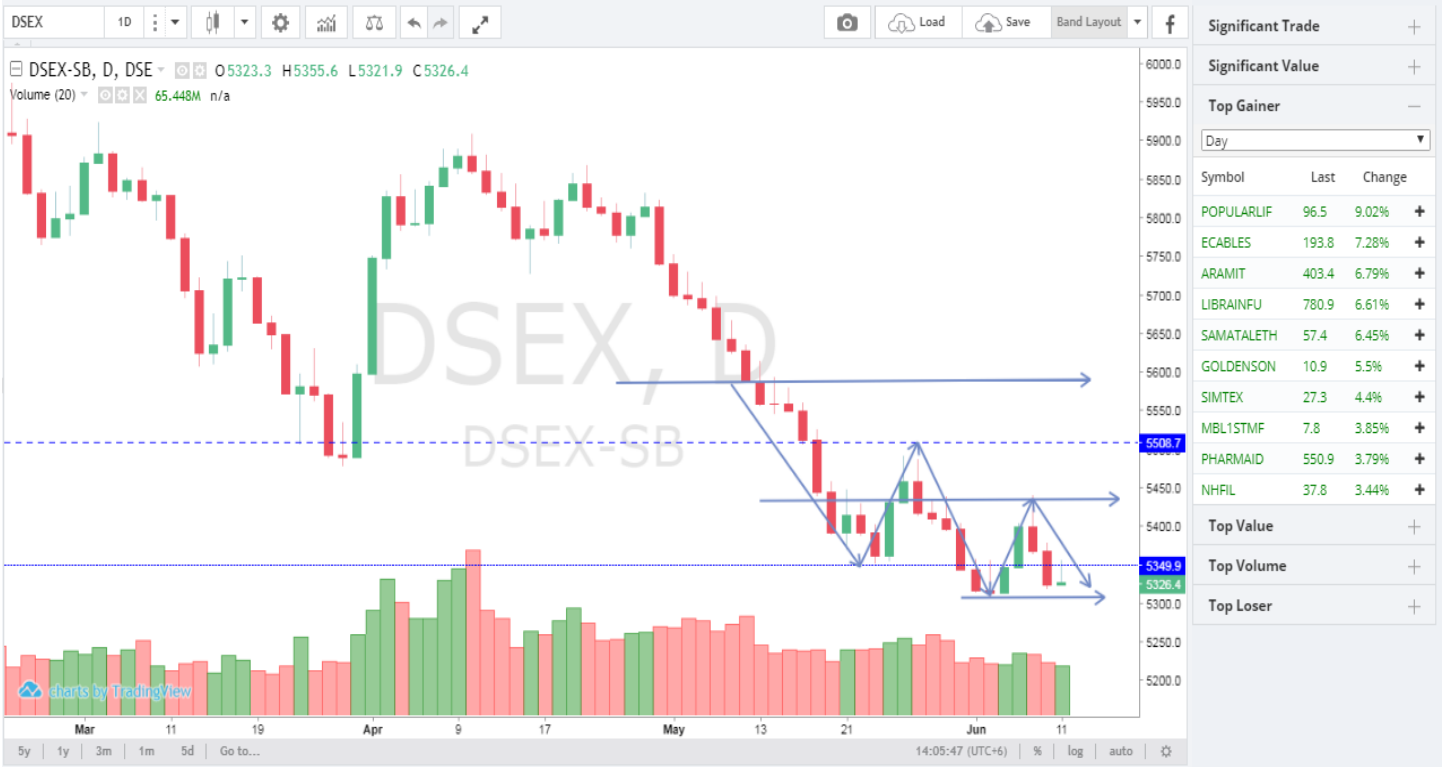 DSEX 1D Load Save Band Layout f
DSEX-SB, D, DSE O5323.3 H5355.6 L5321.9 C5326.4
Volume (20) 65.448M n/a
DSEX, D
DSEX-SB
6000.0
5950.0
5900.0
5850.0
5800.0
5750.0
5700.0
5650.0
5600.0
5550.0
5508.7
5450.0
5400.0
5349.9
5326.4
5300.0
5250.0
5200.0
charts by TradingView
Mar 11 19 Apr 9 17 May 13 21 Jun 11
5y 1y 3m 1m 5d Go to... 14:05:47 (UTC+6) % log auto
Significant Trade
Significant Value
Top Gainer
Day
Symbol Last Change
POPULARLIF 96.5 9.02%
ECABLES 193.8 7.28%
ARAMIT 403.4 6.79%
LIBRAINFU 780.9 6.61%
SAMATALETH 57.4 6.45%
GOLDENSON 10.9 5.5%
SIMTEX 27.3 4.4%
MBL1STMF 7.8 3.85%
PHARMAID 550.9 3.79%
NHFIL 37.8 3.44%
Top Value
Top Volume
Top Loser